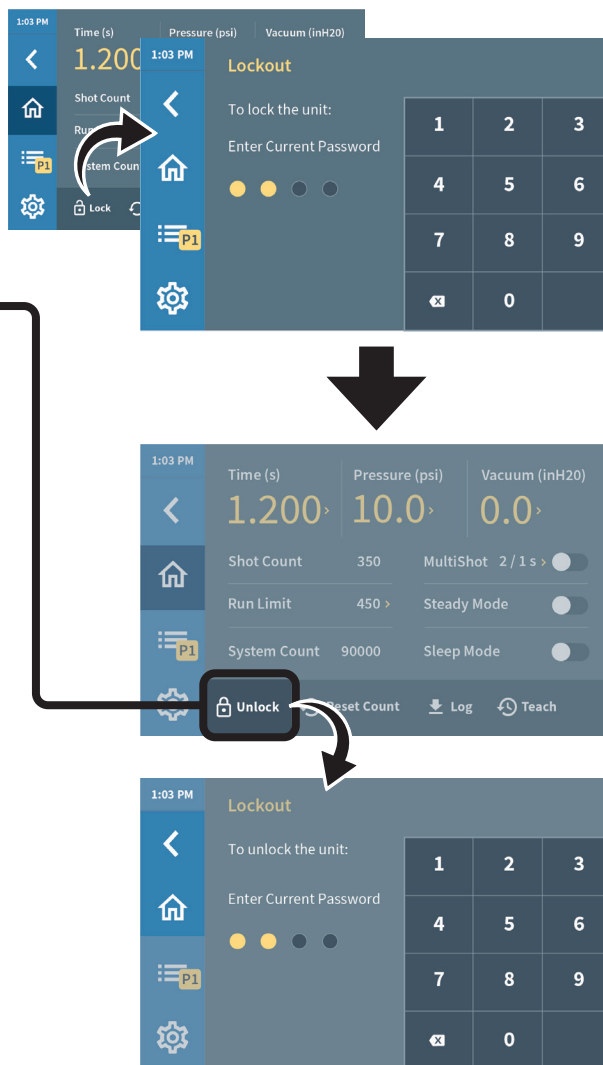 1:03 PM
Time (s) Pressure (psi) Vacuum (inH20)
1.200
Shot Count
P1
Lock
1:03 PM
Lockout
To lock the unit:
Enter Current Password
1 2 3
4 5 6
P1
7 8 9
0
1:03 PM
Time (s) Pressure (psi) Vacuum (inH20)
1.200 10.0 0.0
Shot Count 350 MultiShot 2 / 1 s
Run Limit 450 Steady Mode
P1
System Count 90000 Sleep Mode
Unlock Reset Count Log Teach
1:03 PM
Lockout
To unlock the unit:
Enter Current Password
1 2 3
4 5 6
P1
7 8 9
0